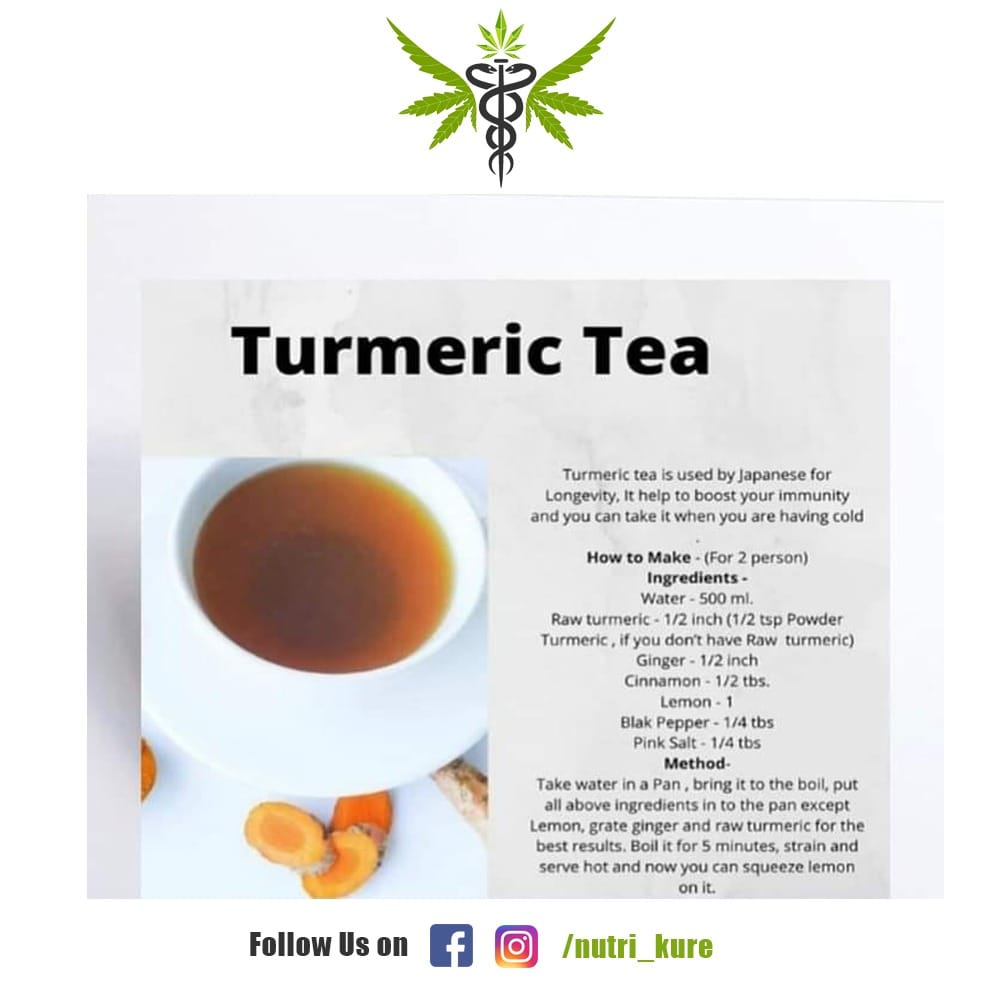 Turmeric Tea
Turmeric tea is used by Japanese for
Longevity, It help to boost your immunity
and you can take it when you are having cold
.
How to Make - (For 2 person)
Ingredients -
Water - 500 ml.
Raw turmeric - 1/2 inch (1/2 tsp Powder
Turmeric , if you don't have Raw turmeric)
Ginger - 1/2 inch
Cinnamon - 1/2 tbs.
Lemon - 1
Blak Pepper - 1/4 tbs
Pink Salt - 1/4 tbs
Method-
Take water in a Pan , bring it to the boil, put
all above ingredients in to the pan except
Lemon, grate ginger and raw turmeric for the
best results. Boil it for 5 minutes, strain and
serve hot and now you can squeeze lemon
on it.
Follow Us on /nutri_kure